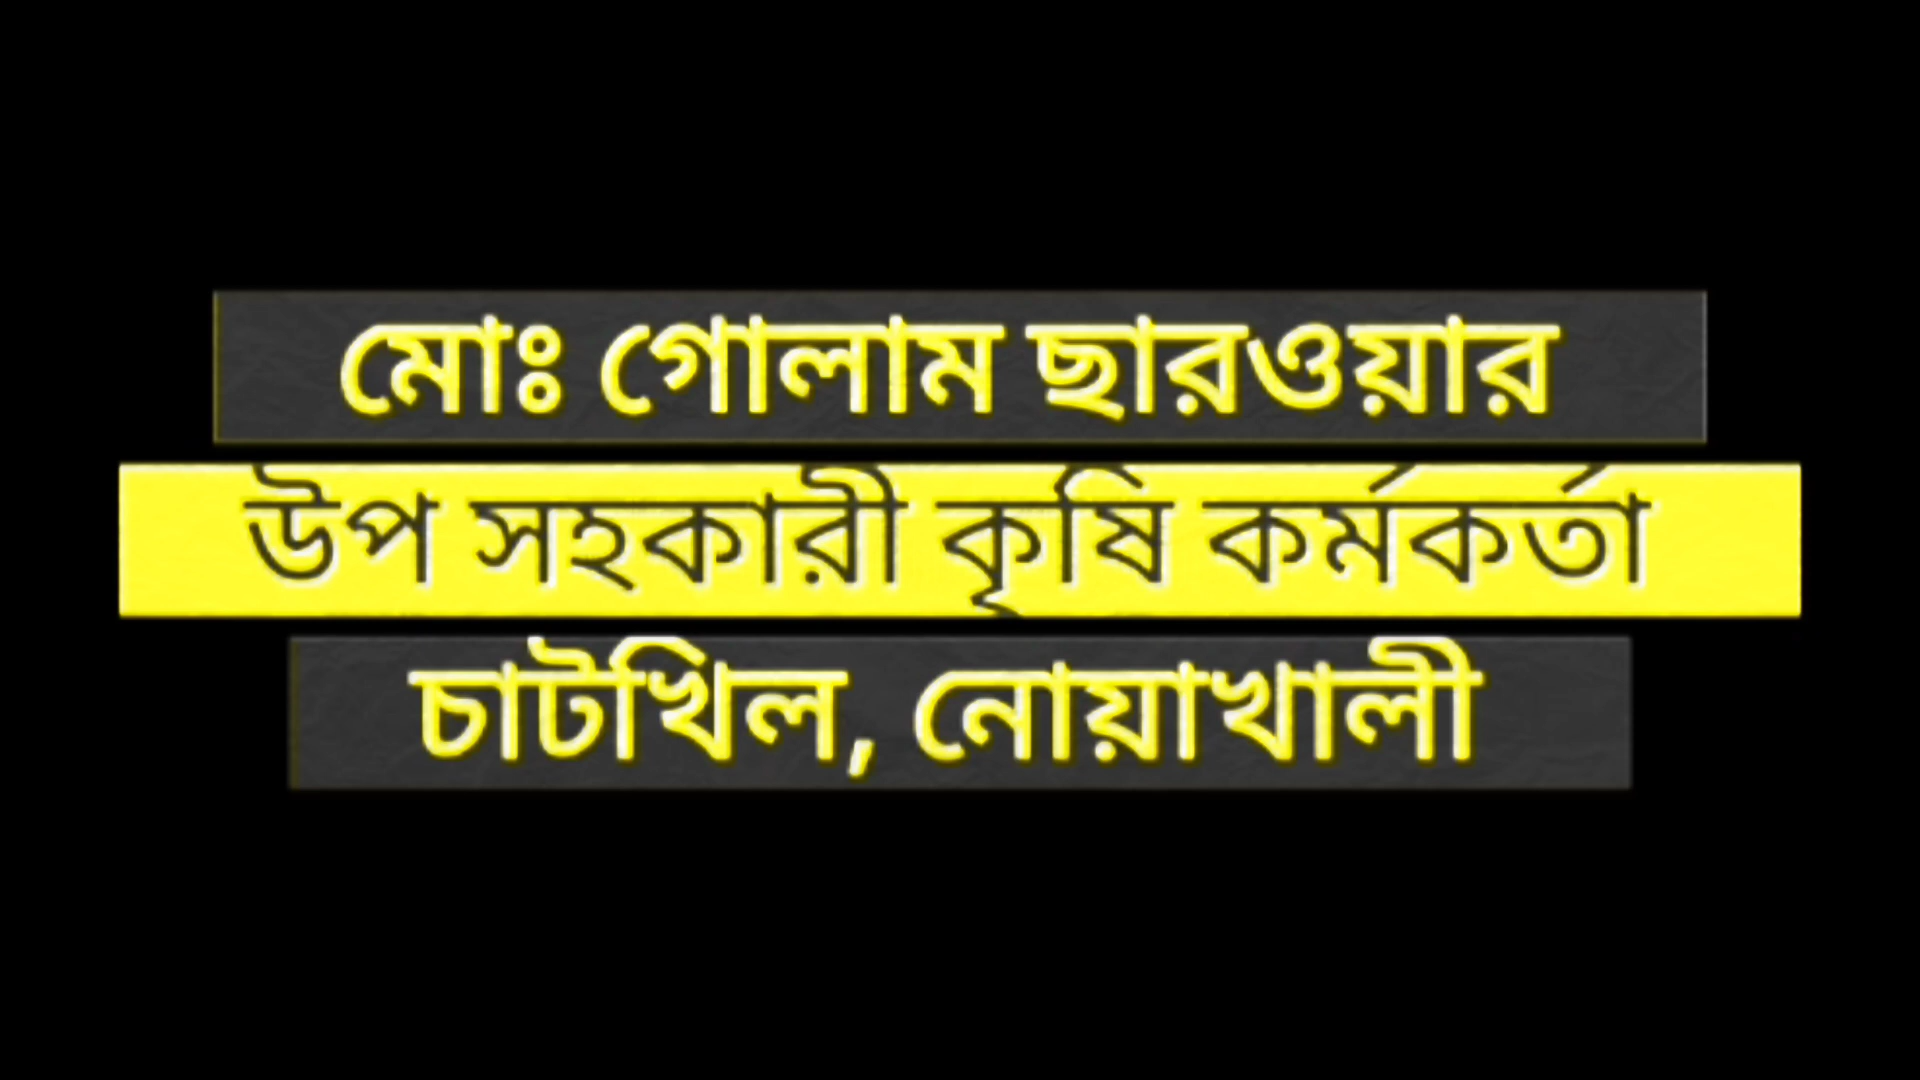 মোঃ গোলাম ছারওয়ার
উপ সহকারী কৃষি কর্মকর্তা
চাটখিল, নোয়াখালী